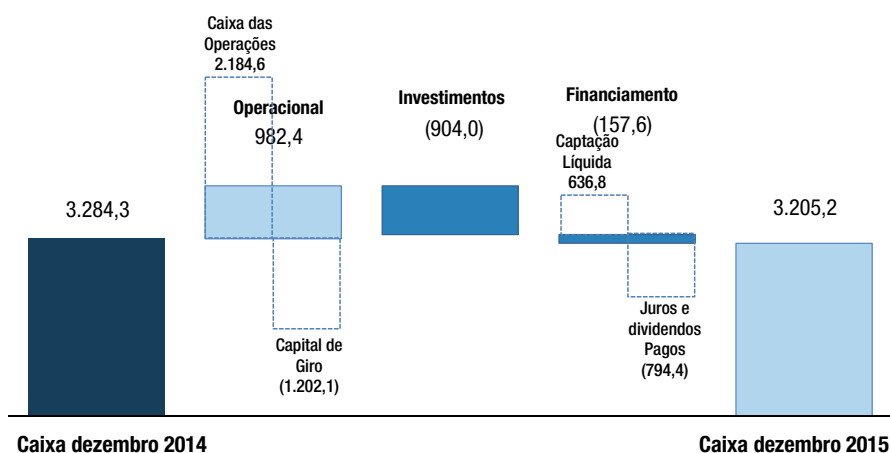 Caixa das
Operações
2.184,6
Operacional
982,4
Investimentos
(904,0)
Financiamento
(157,6)
Captação
Líquida
636,8
3.284,3
3.205,2
Capital de
Giro
(1.202,1)
Juros e
dividendos
Pagos
(794,4)
Caixa dezembro 2014
Caixa dezembro 2015